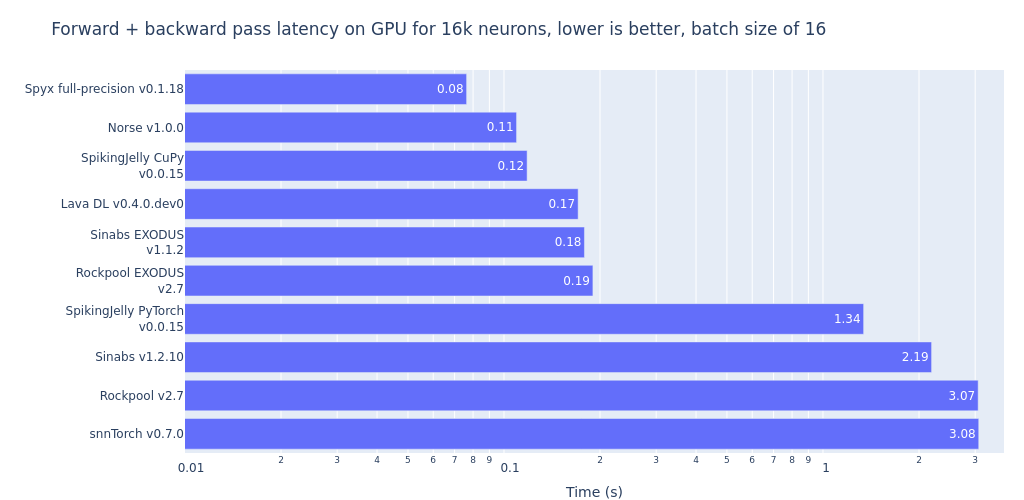 Forward + backward pass latency on GPU for 16k neurons, lower is better, batch size of 16
Spyx full-precision v0.1.18
0.08
Norse v1.0.0
0.11
SpikingJelly CuPy
v0.0.15
0.12
Lava DL v0.4.0.dev0
0.17
Sinabs EXODUS
v1.1.2
0.18
Rockpool EXODUS
v2.7
0.19
SpikingJelly PyTorch
v0.0.15
1.34
Sinabs v1.2.10
2.19
Rockpool v2.7
3.07
snnTorch v0.7.0
3.08
0.01 2 3 4 5 6 7 8 9 0.1 2 3 4 5 6 7 8 9 1 2 3
Time (s)